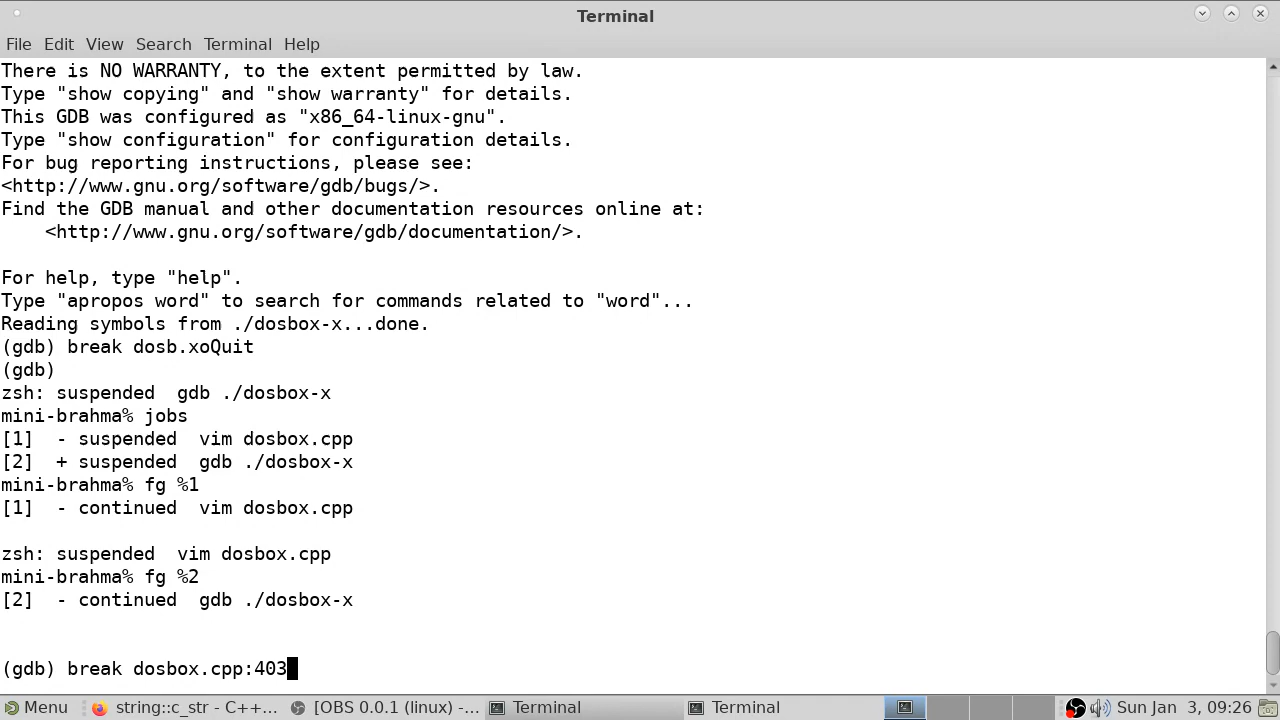 Terminal
File Edit View Search Terminal Help
There is NO WARRANTY, to the extent permitted by law.
Type "show copying" and "show warranty" for details.
This GDB was configured as "x86_64-linux-gnu".
Type "show configuration" for configuration details.
For bug reporting instructions, please see:
<http://www.gnu.org/software/gdb/bugs/>.
Find the GDB manual and other documentation resources online at:
    <http://www.gnu.org/software/gdb/documentation/>.
For help, type "help".
Type "apropos word" to search for commands related to "word"...
Reading symbols from ./dosbox-x...done.
(gdb) break dosb.xoQuit
(gdb)
zsh: suspended  gdb ./dosbox-x
mini-brahma% jobs
[1]  - suspended  vim dosbox.cpp
[2]  + suspended  gdb ./dosbox-x
mini-brahma% fg %1
[1]  - continued  vim dosbox.cpp
zsh: suspended  vim dosbox.cpp
mini-brahma% fg %2
[2]  - continued  gdb ./dosbox-x
(gdb) break dosbox.cpp:403
Menu string::c_str - C++... [OBS 0.0.1 (linux) -... Terminal Terminal Sun Jan  3, 09:26